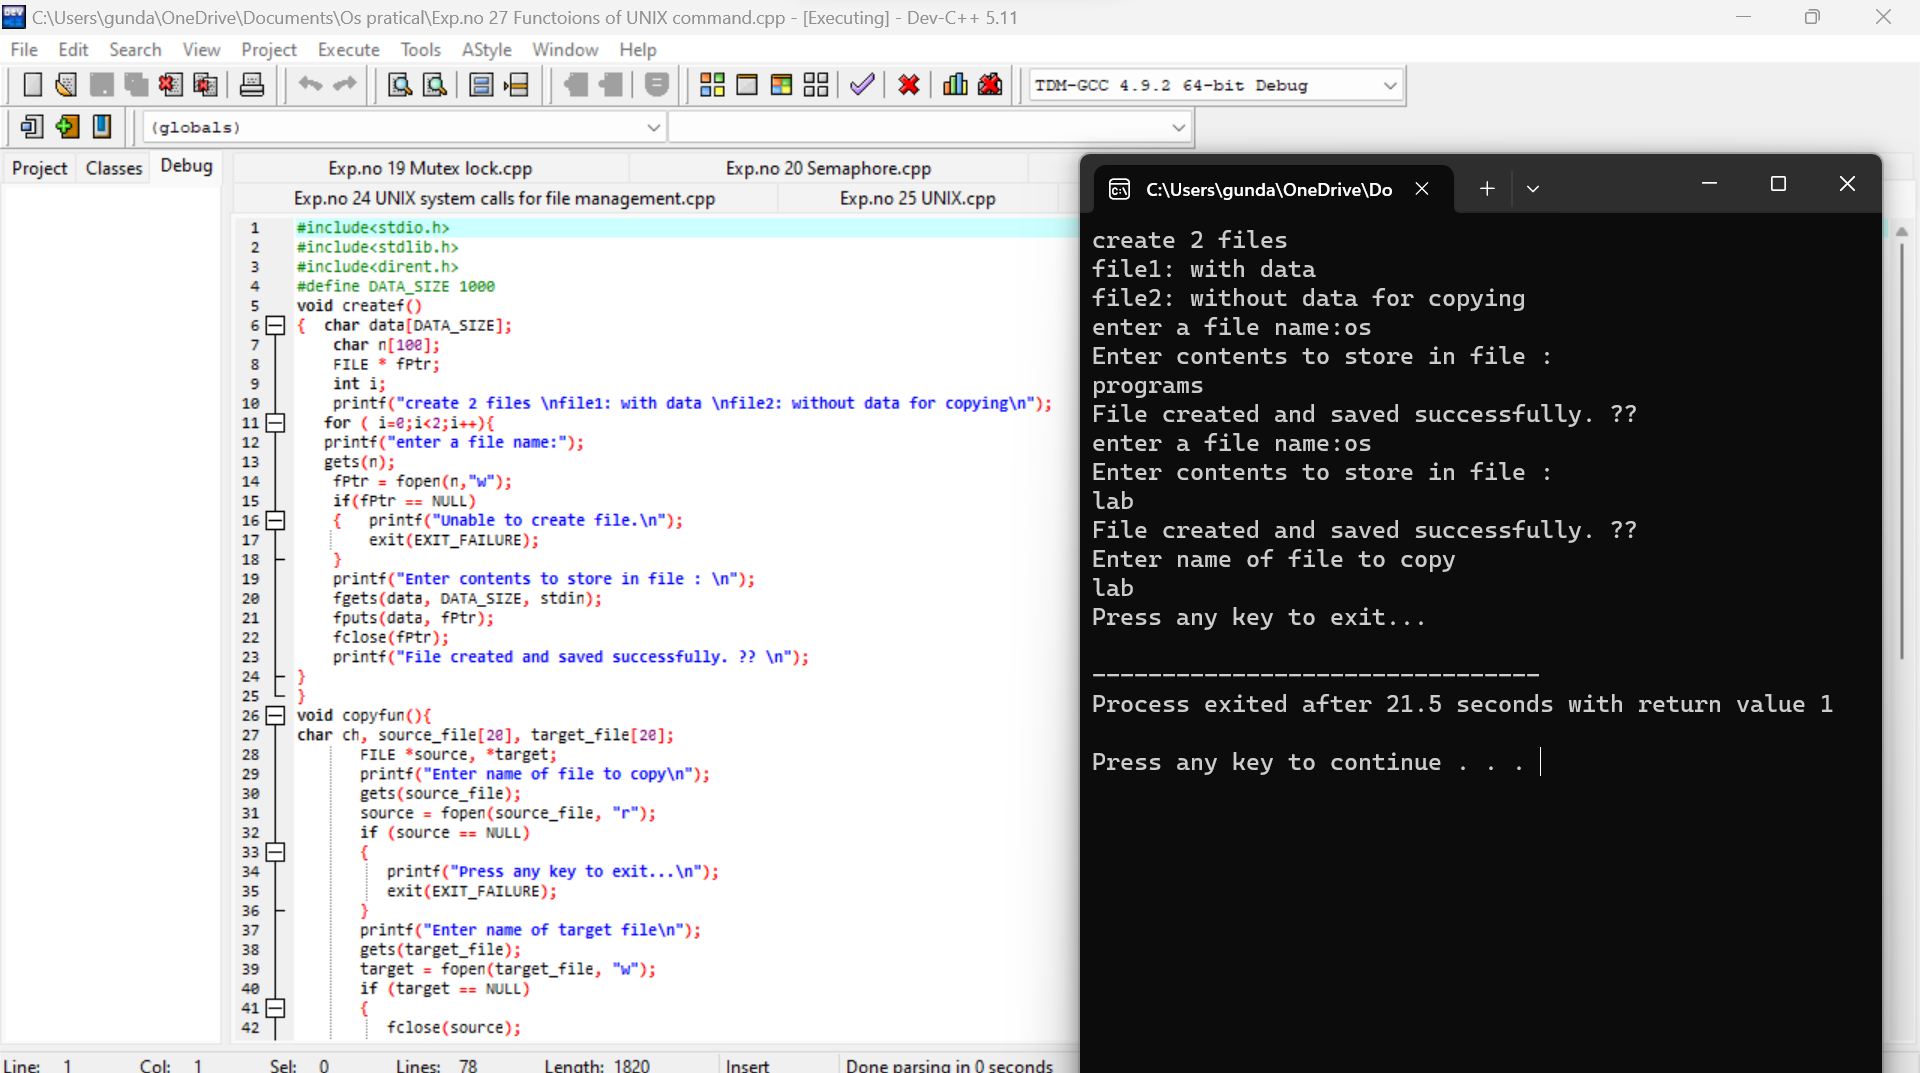 C:\Users\gunda\OneDrive\Documents\Os pratical\Exp.no 27 Functoions of UNIX command.cpp - [Executing] - Dev-C++ 5.11
File Edit Search View Project Execute Tools AStyle Window Help
TDM-GCC 4.9.2 64-bit Debug
(globals)
Project Classes Debug
Exp.no 19 Mutex lock.cpp Exp.no 20 Semaphore.cpp
Exp.no 24 UNIX system calls for file management.cpp Exp.no 25 UNIX.cpp
1 #include<stdio.h>
2 #include<stdlib.h>
3 #include<dirent.h>
4 #define DATA_SIZE 1000
5 void createf()
6 { char data[DATA_SIZE];
7 char n[100];
8 FILE * fPtr;
9 int i;
10 printf("create 2 files \nfile1: with data \nfile2: without data for copying\n");
11 for ( i=0;i<2;i++){
12 printf("enter a file name:");
13 gets(n);
14 fPtr = fopen(n,"w");
15 if(fPtr == NULL)
16 { printf("Unable to create file.\n");
17 exit(EXIT_FAILURE);
18 }
19 printf("Enter contents to store in file : \n");
20 fgets(data, DATA_SIZE, stdin);
21 fputs(data, fPtr);
22 fclose(fPtr);
23 printf("File created and saved successfully. ?? \n");
24 }
25 }
26 void copyfun(){
27 char ch, source_file[20], target_file[20];
28 FILE *source, *target;
29 printf("Enter name of file to copy\n");
30 gets(source_file);
31 source = fopen(source_file, "r");
32 if (source == NULL)
33 {
34 printf("Press any key to exit...\n");
35 exit(EXIT_FAILURE);
36 }
37 printf("Enter name of target file\n");
38 gets(target_file);
39 target = fopen(target_file, "w");
40 if (target == NULL)
41 {
42 fclose(source);
Line: 1 Col: 1 Sel: 0 Lines: 78 Length: 1820 Insert Done parsing in 0 seconds
C:\Users\gunda\OneDrive\Do
create 2 files
file1: with data
file2: without data for copying
enter a file name:os
Enter contents to store in file :
programs
File created and saved successfully. ??
enter a file name:os
Enter contents to store in file :
lab
File created and saved successfully. ??
Enter name of file to copy
lab
Press any key to exit...
--------------------------------
Process exited after 21.5 seconds with return value 1
Press any key to continue . . .